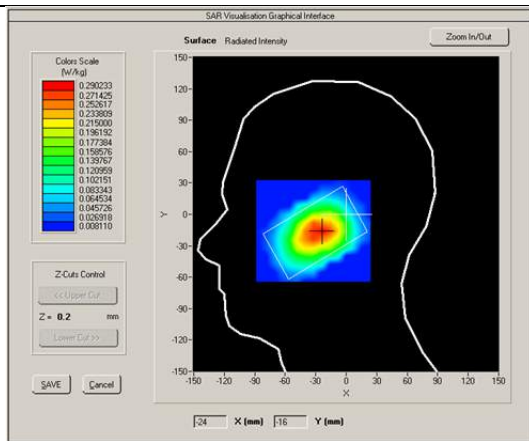 SAR Visualisation Graphical Interface
Surface Radiated Intensity
Zoom In/Out
Colors Scale
(W/kg)
0.290233
0.271425
0.252617
0.233809
0.215000
0.196192
0.177384
0.158576
0.139767
0.120959
0.102151
0.083343
0.064534
0.045726
0.026918
0.008110
Z-Cuts Control
<< Upper Cut
Z = 0.2 mm
Lower Cut >>
SAVE Cancel
150
120
90
60
30
0
-30
-60
-90
-120
-150
Y
-150 -120 -90 -60 -30 0 30 60 90 120 150
X
-24 X (mm) -16 Y (mm)